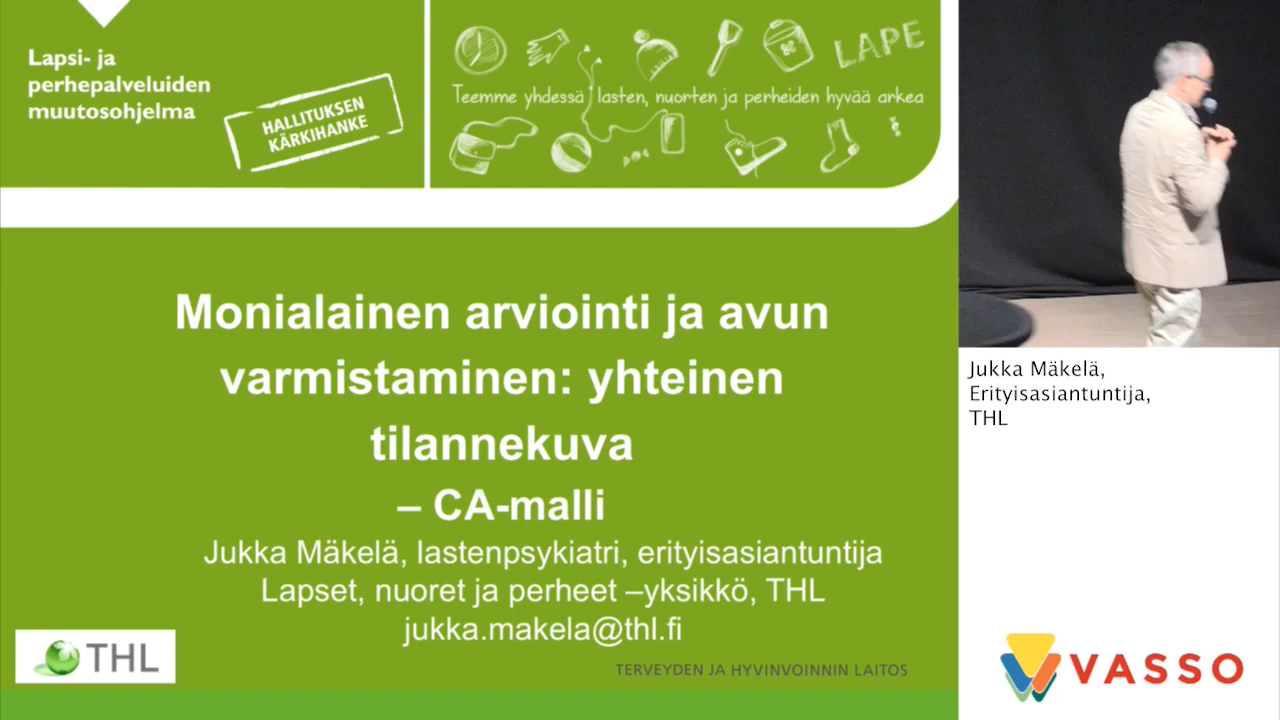 Lapsi- ja
perhepalveluiden
muutosohjelma
HALLITUKSEN
KÄRKIHANKE
LAPE
Teemme yhdessä lasten, nuorten ja perheiden hyvää arkea
Monialainen arviointi ja avun
varmistaminen: yhteinen
tilannekuva
– CA-malli
Jukka Mäkelä, lastenpsykiatri, erityisasiantuntija
Lapset, nuoret ja perheet –yksikkö, THL
jukka.makela@thl.fi
THL
TERVEYDEN JA HYVINVOINNIN LAITOS
Jukka Mäkelä,
Erityisasiantuntija,
THL
VASSO